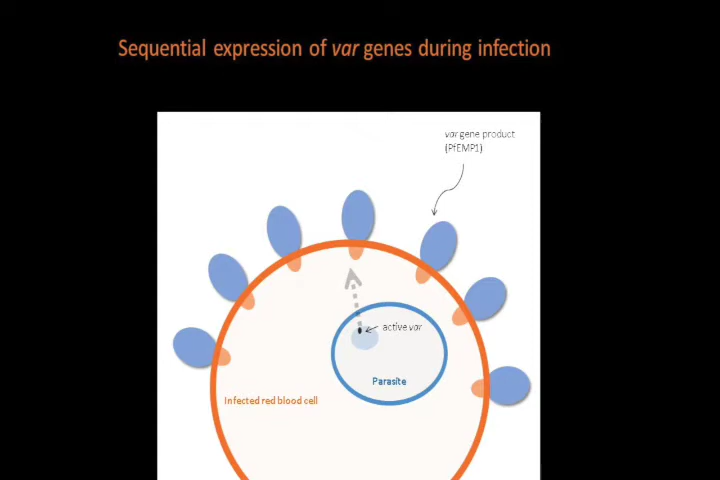 Sequential expression of var genes during infection
var gene product
(PfEMP1)
active var
Parasite
Infected red blood cell